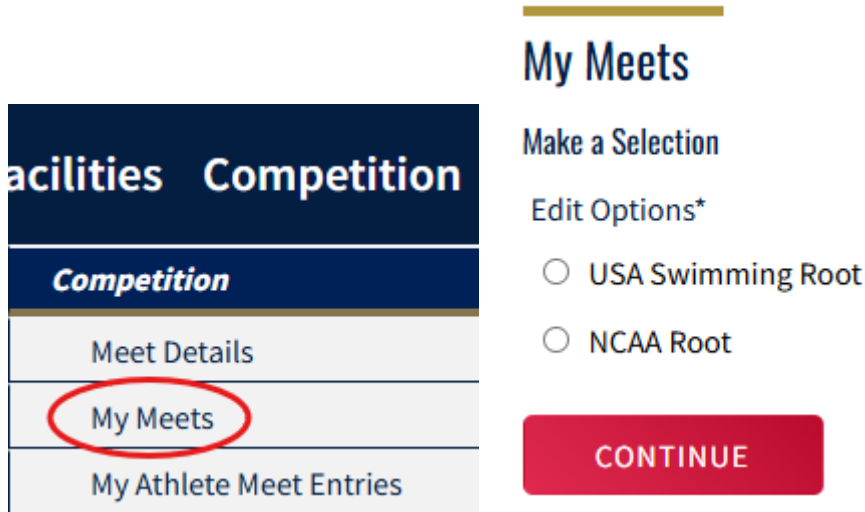 acilities Competition
Competition
Meet Details
My Meets
My Athlete Meet Entries
My Meets
Make a Selection
Edit Options*
USA Swimming Root
NCAA Root
CONTINUE